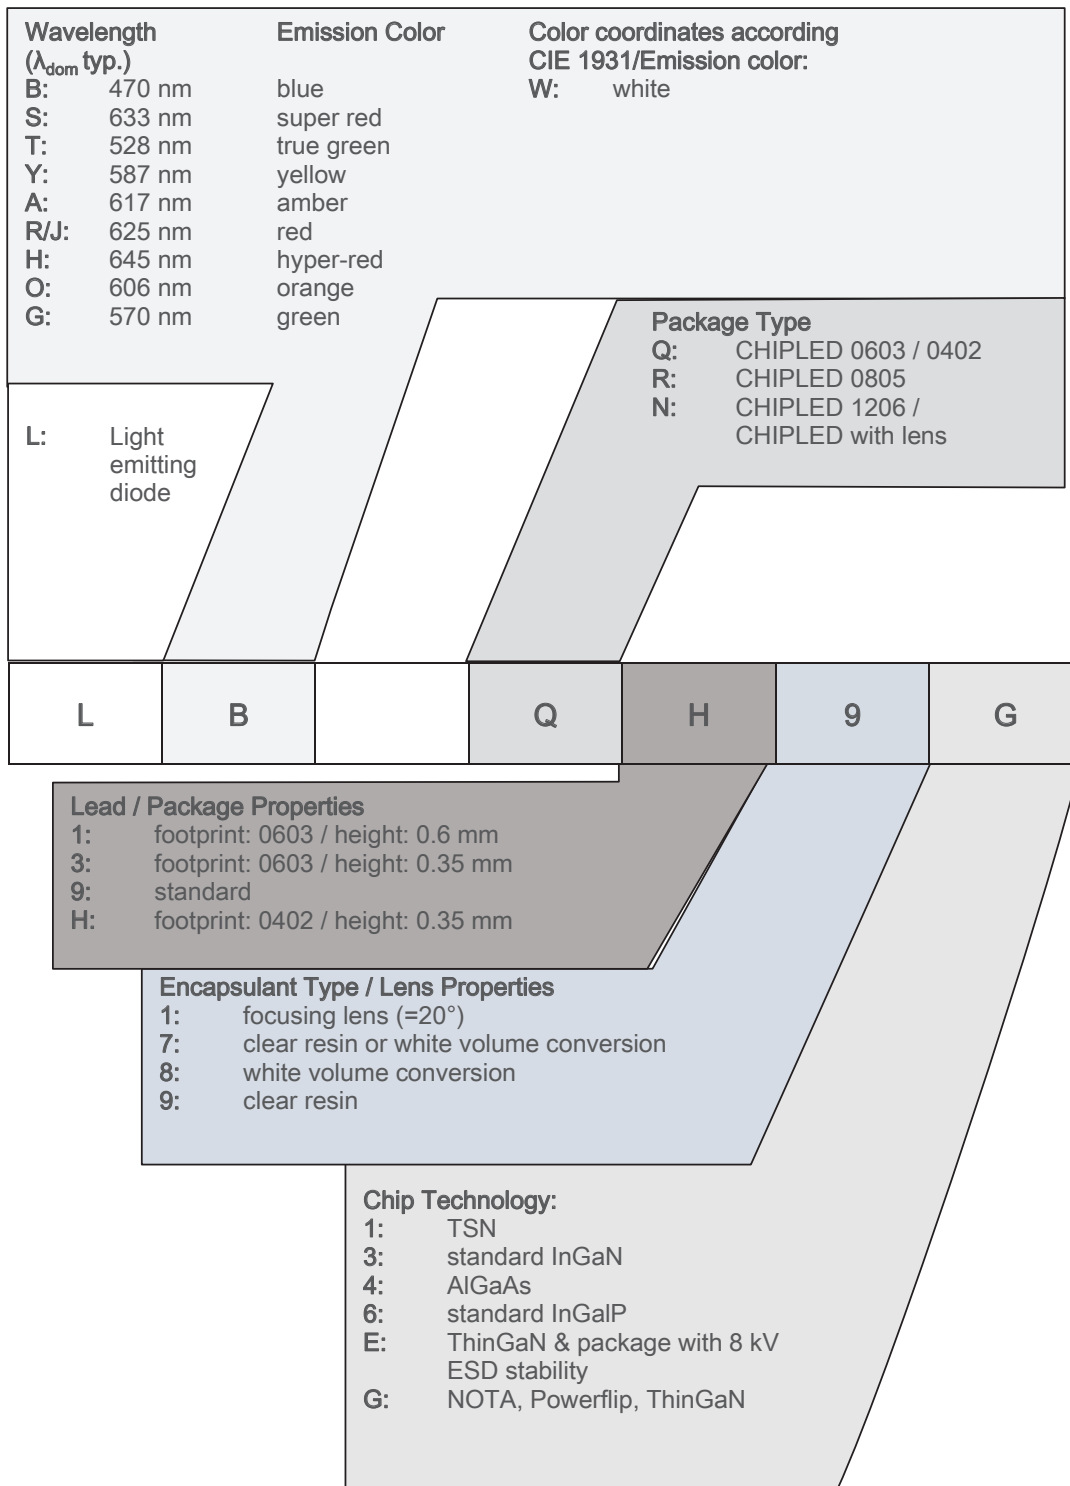 Wavelength Emission Color Color coordinates according
(λdom typ.) CIE 1931/Emission color:
B: 470 nm blue W: white
S: 633 nm super red
T: 528 nm true green
Y: 587 nm yellow
A: 617 nm amber
R/J: 625 nm red
H: 645 nm hyper-red
O: 606 nm orange
G: 570 nm green
Package Type
Q: CHIPLED 0603 / 0402
R: CHIPLED 0805
N: CHIPLED 1206 /
CHIPLED with lens
L: Light
emitting
diode
L B Q H 9 G
Lead / Package Properties
1: footprint: 0603 / height: 0.6 mm
3: footprint: 0603 / height: 0.35 mm
9: standard
H: footprint: 0402 / height: 0.35 mm
Encapsulant Type / Lens Properties
1: focusing lens (=20°)
7: clear resin or white volume conversion
8: white volume conversion
9: clear resin
Chip Technology:
1: TSN
3: standard InGaN
4: AlGaAs
6: standard InGalP
E: ThinGaN & package with 8 kV
ESD stability
G: NOTA, Powerflip, ThinGaN